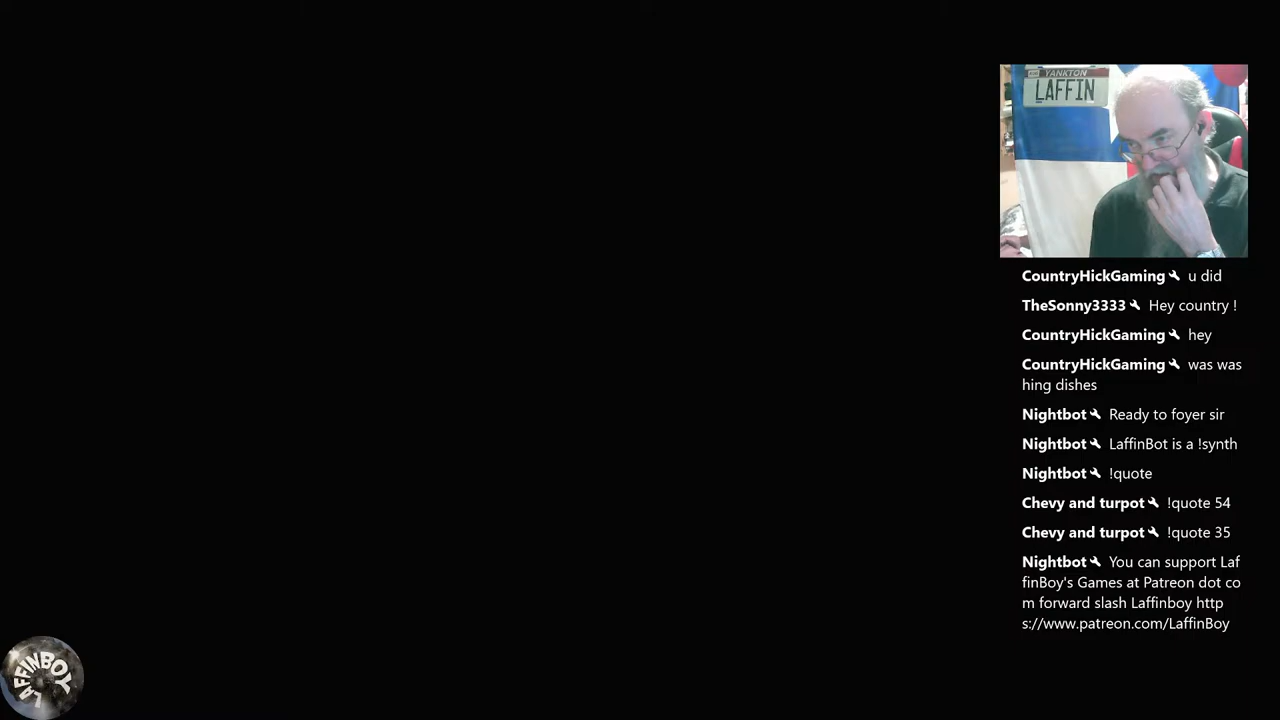 YANKTON
LAFFIN
CountryHickGaming u did
TheSonny3333 Hey country !
CountryHickGaming hey
CountryHickGaming was was
hing dishes
Nightbot Ready to foyer sir
Nightbot LaffinBot is a !synth
Nightbot !quote
Chevy and turpot !quote 54
Chevy and turpot !quote 35
Nightbot You can support Laf
finBoy's Games at Patreon dot co
m forward slash Laffinboy http
s://www.patreon.com/LaffinBoy
LAFFINBOY